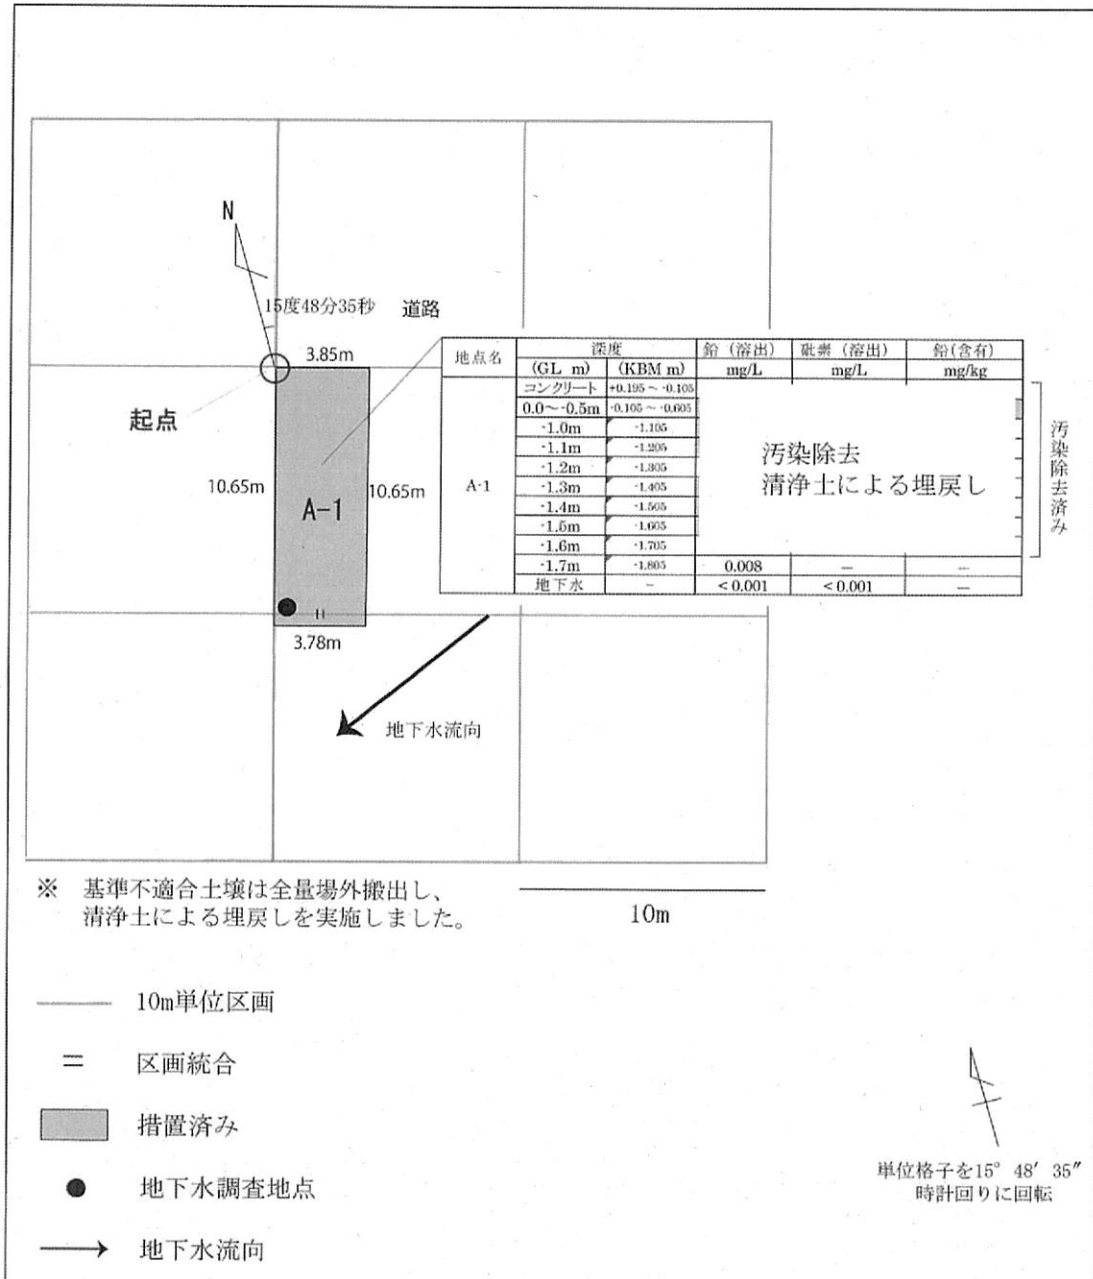 N
15度48分35秒 道路
3.85m
起点
10.65m
10.65m
A-1
3.78m
地下水流向
地点名 深度 鉛（溶出） 砒素（溶出） 鉛(含有)
(GL m) (KBM m) mg/L mg/L mg/kg
A-1
コンクリート +0.195～-0.105
0.0～-0.5m -0.105～-0.605
-1.0m -1.105
-1.1m -1.205
-1.2m -1.305
-1.3m -1.405
-1.4m -1.505
-1.5m -1.605
-1.6m -1.705
-1.7m -1.805 0.008 — —
地下水 - <0.001 <0.001 —
汚染除去
清浄土による埋戻し
汚染除去済み
※ 基準不適合土壌は全量場外搬出し、
清浄土による埋戻しを実施しました。
10m
10m単位区画
= 区画統合
措置済み
地下水調査地点
地下水流向
単位格子を15° 48′ 35″
時計回りに回転